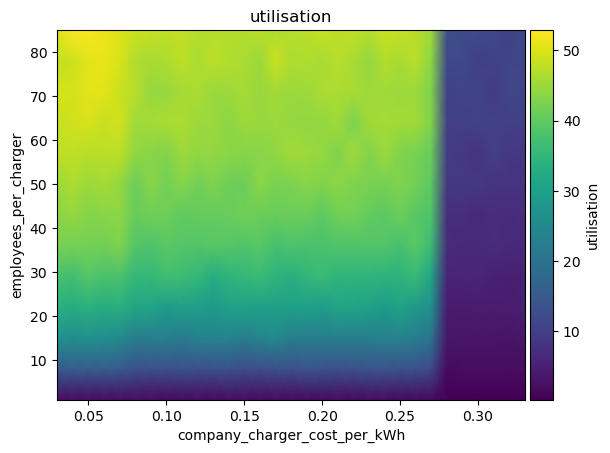 utilisation
employees_per_charger
80
70
60
50
40
30
20
10
0.05 0.10 0.15 0.20 0.25 0.30
company_charger_cost_per_kWh
50
40
30
20
10
utilisation